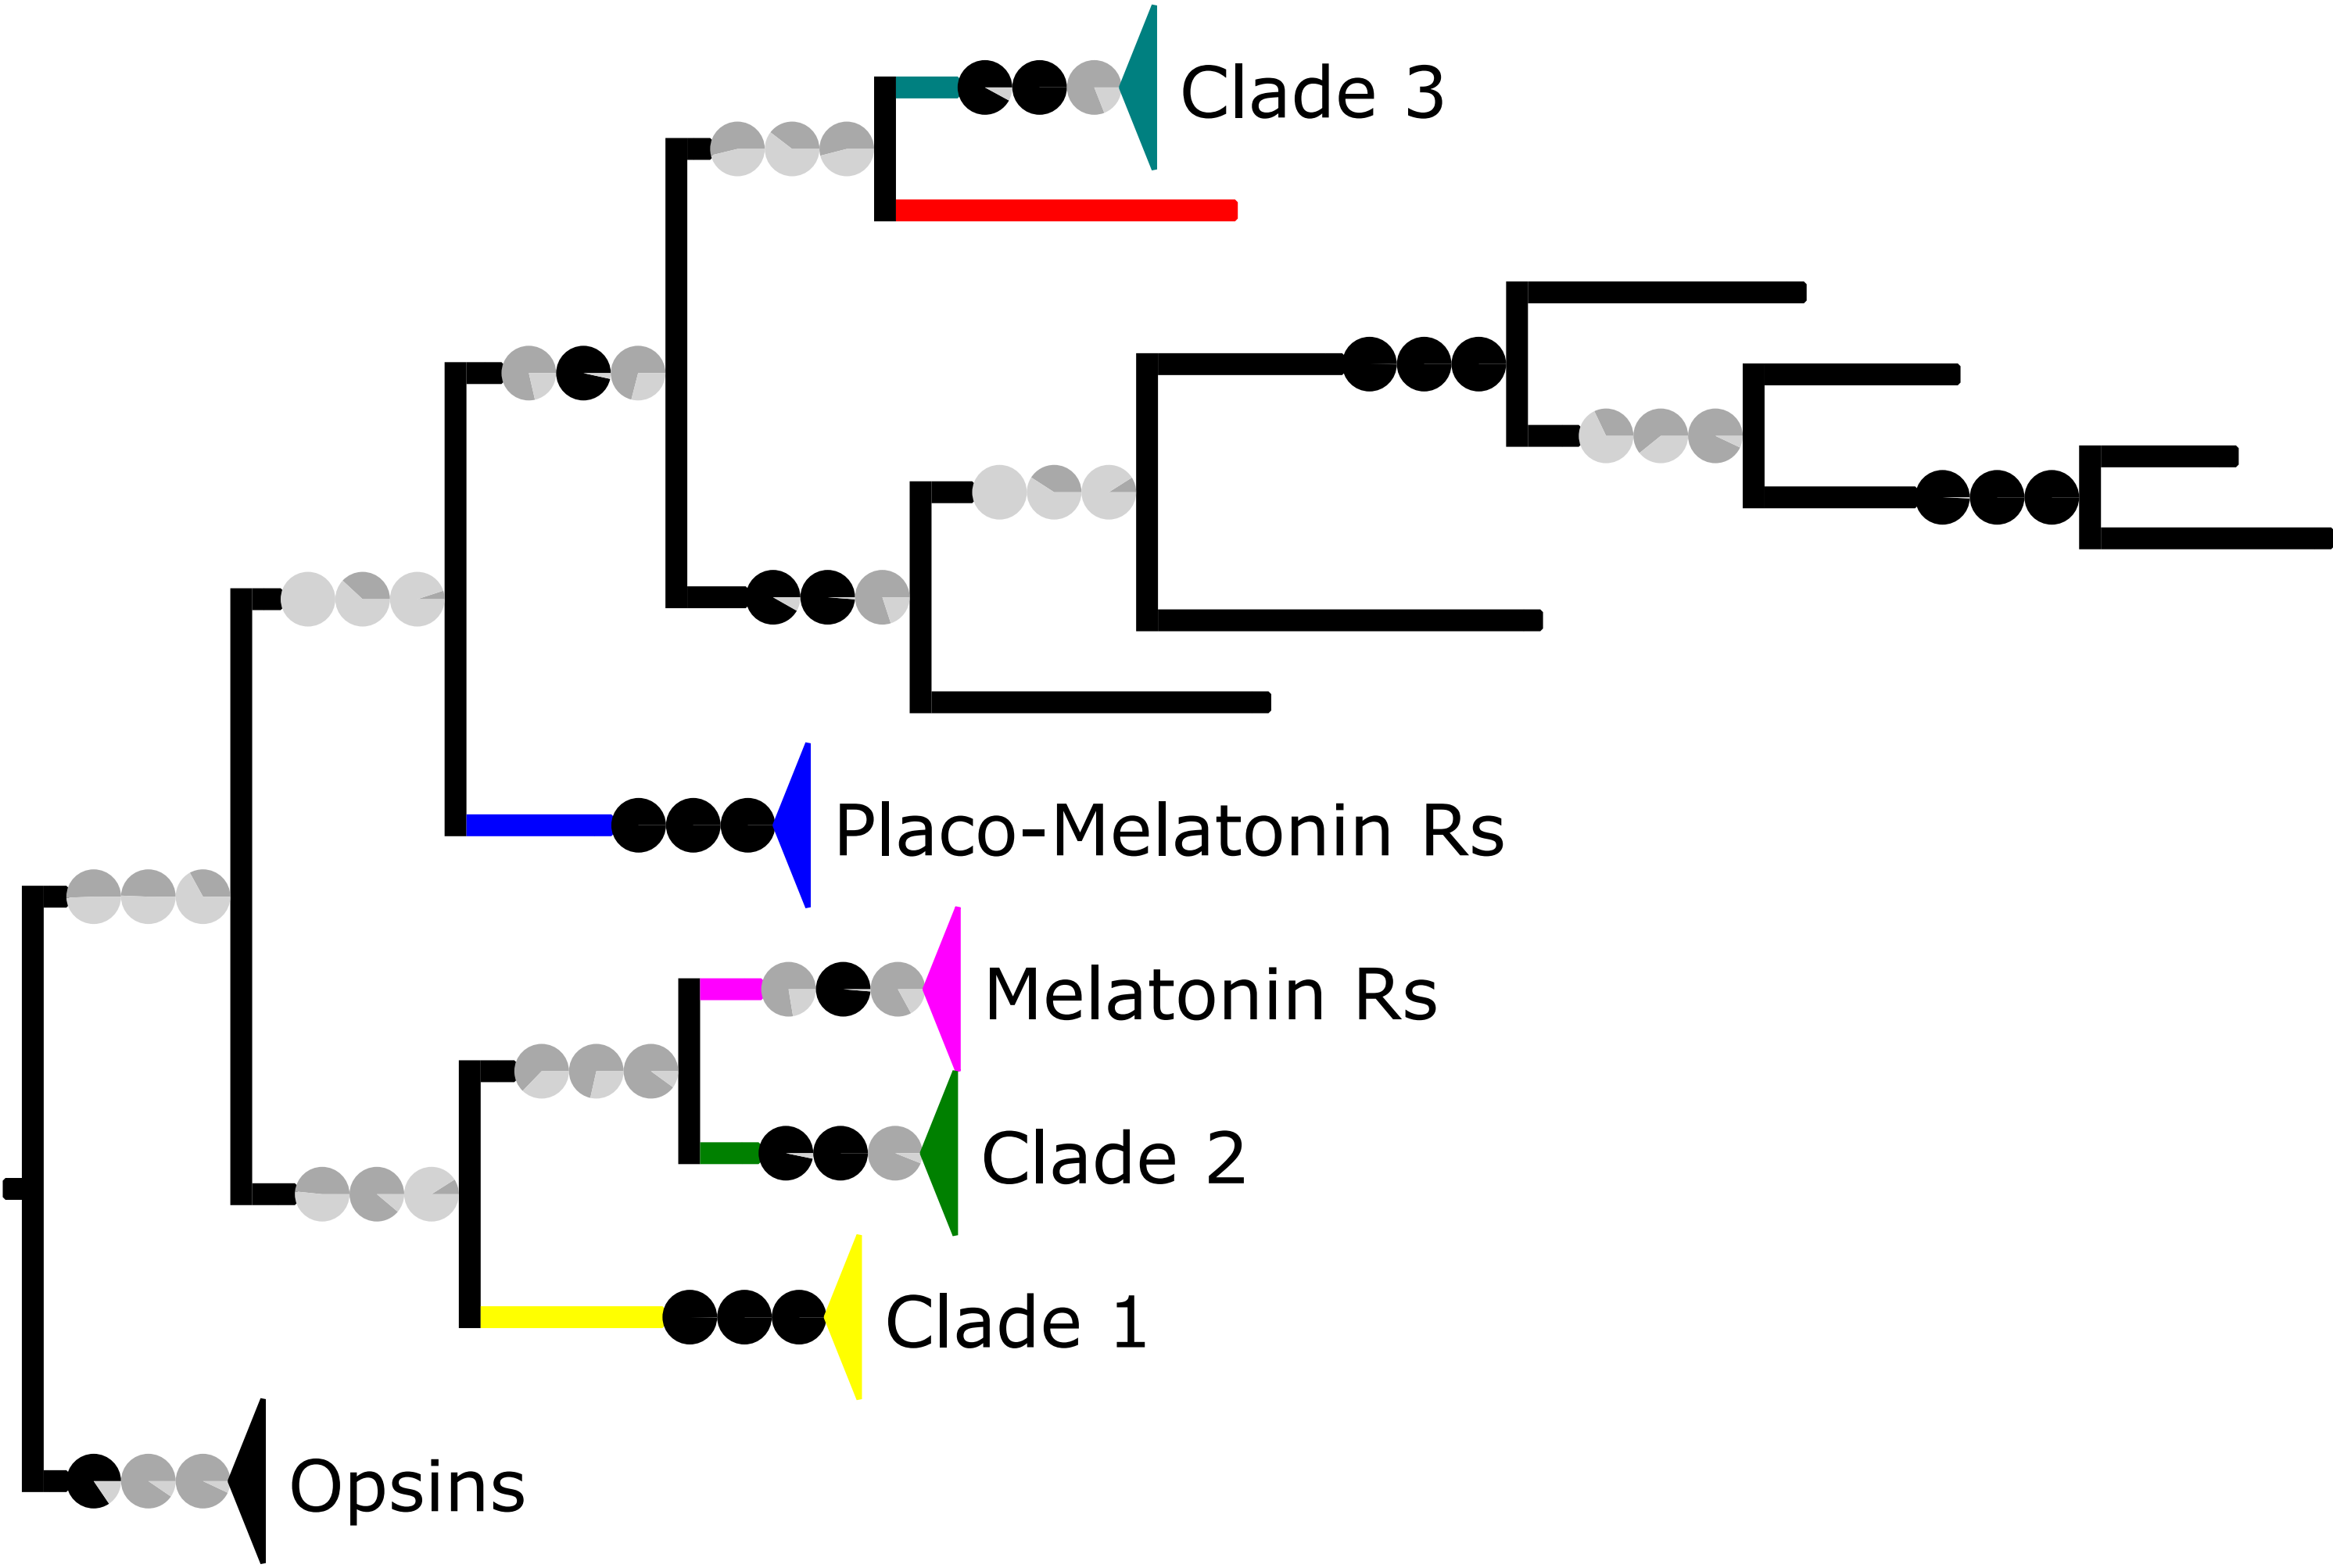 Clade 3
Placo-Melatonin Rs
Melatonin Rs
Clade 2
Clade 1
Opsins